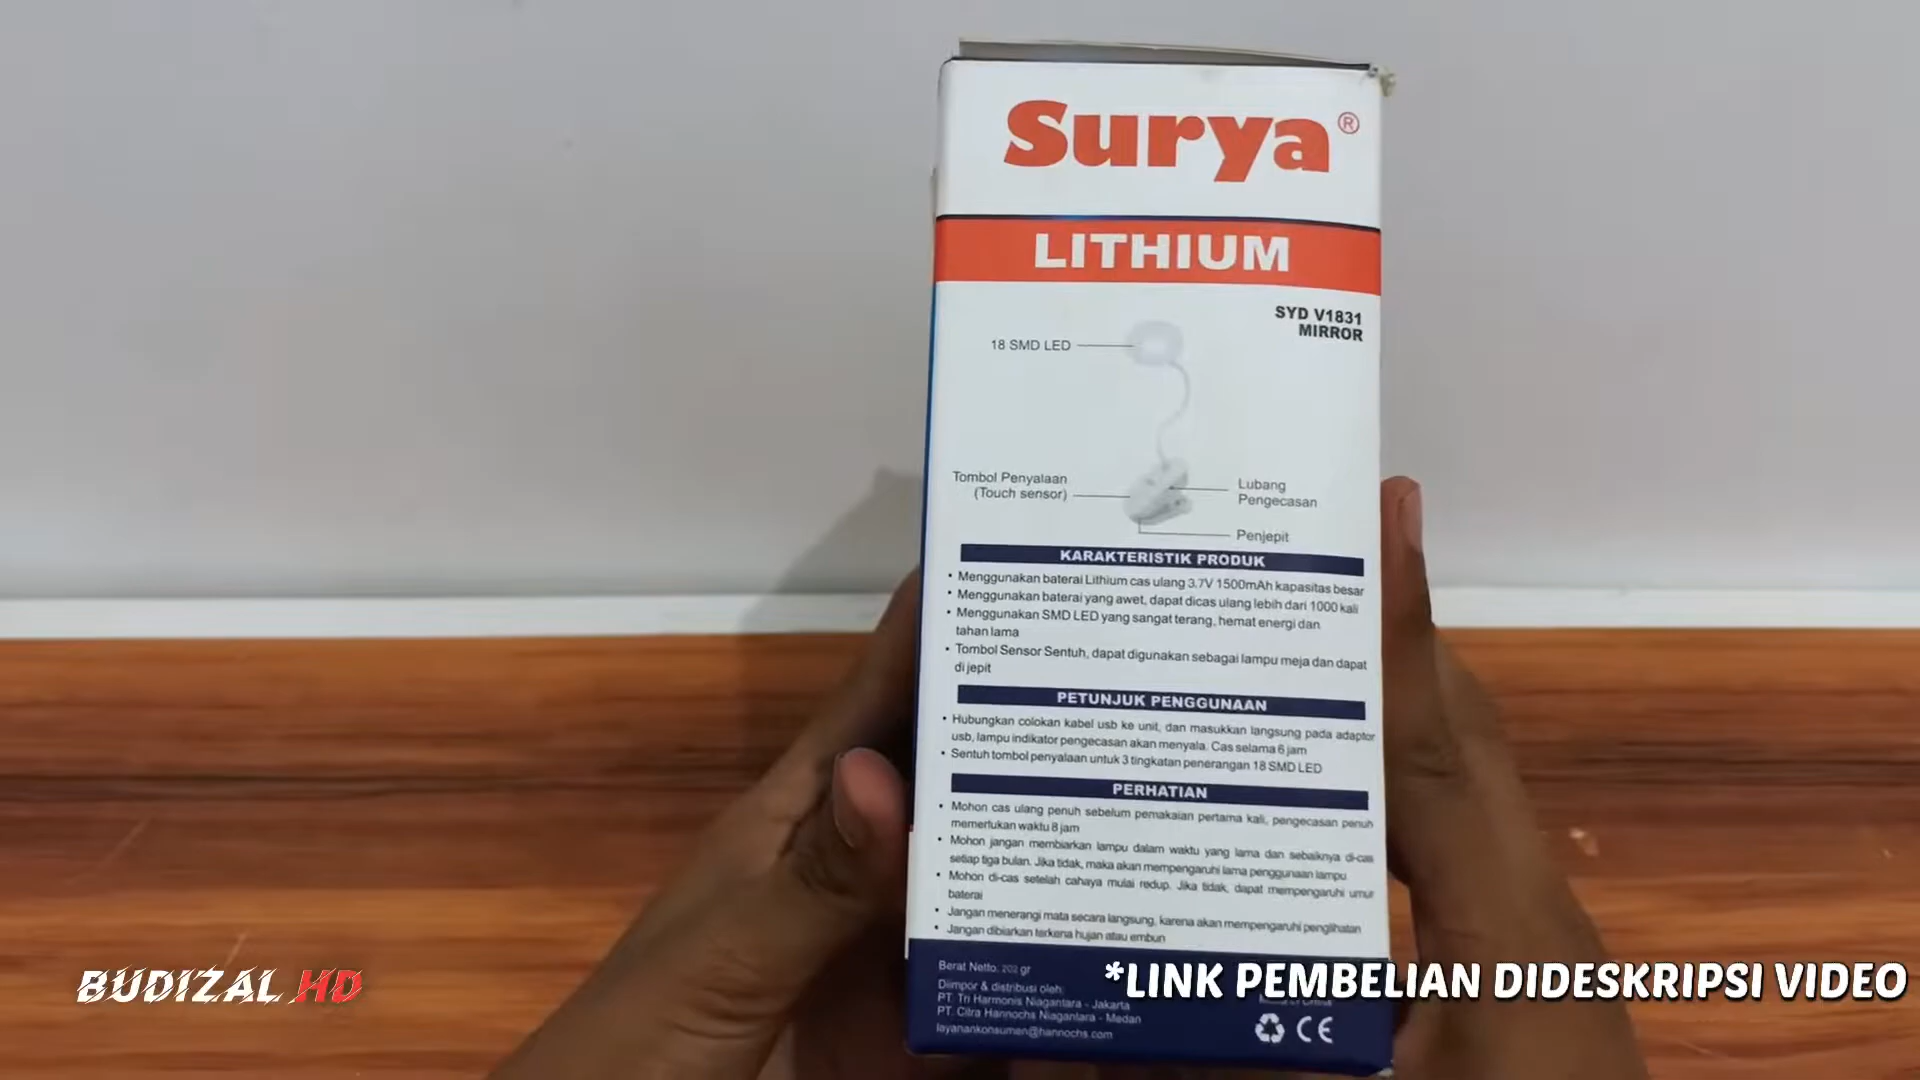 Surya®
LITHIUM
SYD V1831
MIRROR
18 SMD LED
Tombol Penyalaan
(Touch sensor)
Lubang
Pengecasan
Penjepit
KARAKTERISTIK PRODUK
• Menggunakan baterai Lithium cas ulang 3.7V 1500mAh kapasitas besar
• Menggunakan baterai yang awet, dapat dicas ulang lebih dari 1000 kali
• Menggunakan SMD LED yang sangat terang, hemat energi dan
tahan lama
• Tombol Sensor Sentuh, dapat digunakan sebagai lampu meja dan dapat
di jepit
PETUNJUK PENGGUNAAN
• Hubungkan colokan kabel usb ke unit, dan masukkan langsung pada adaptor
usb, lampu indikator pengecasan akan menyala. Cas selama 6 jam
• Sentuh tombol penyalaan untuk 3 tingkatan penerangan 18 SMD LED
PERHATIAN
• Mohon cas ulang penuh sebelum pemakaian pertama kali, pengecasan penuh
memerlukan waktu 8 jam
• Mohon jangan membiarkan lampu dalam waktu yang lama dan sebaiknya di-cas
setiap tiga bulan. Jika tidak, maka akan mempengaruhi lama penggunaan lampu
• Mohon di-cas setelah cahaya mulai redup. Jika tidak, dapat mempengaruhi umur
baterai
• Jangan menerangi mata secara langsung, karena akan mempengaruhi penglihatan
• Jangan dibiarkan terkena hujan atau embun
Berat Netto. 202 gr
Diimpor & distribusi oleh:
PT. Tri Harmonis Niagantara - Jakarta
PT. Citra Hannochs Niagantara - Medan
layanankonsumen@hannochs.com
CE
BUDIZAL HD
*LINK PEMBELIAN DIDESKRIPSI VIDEO